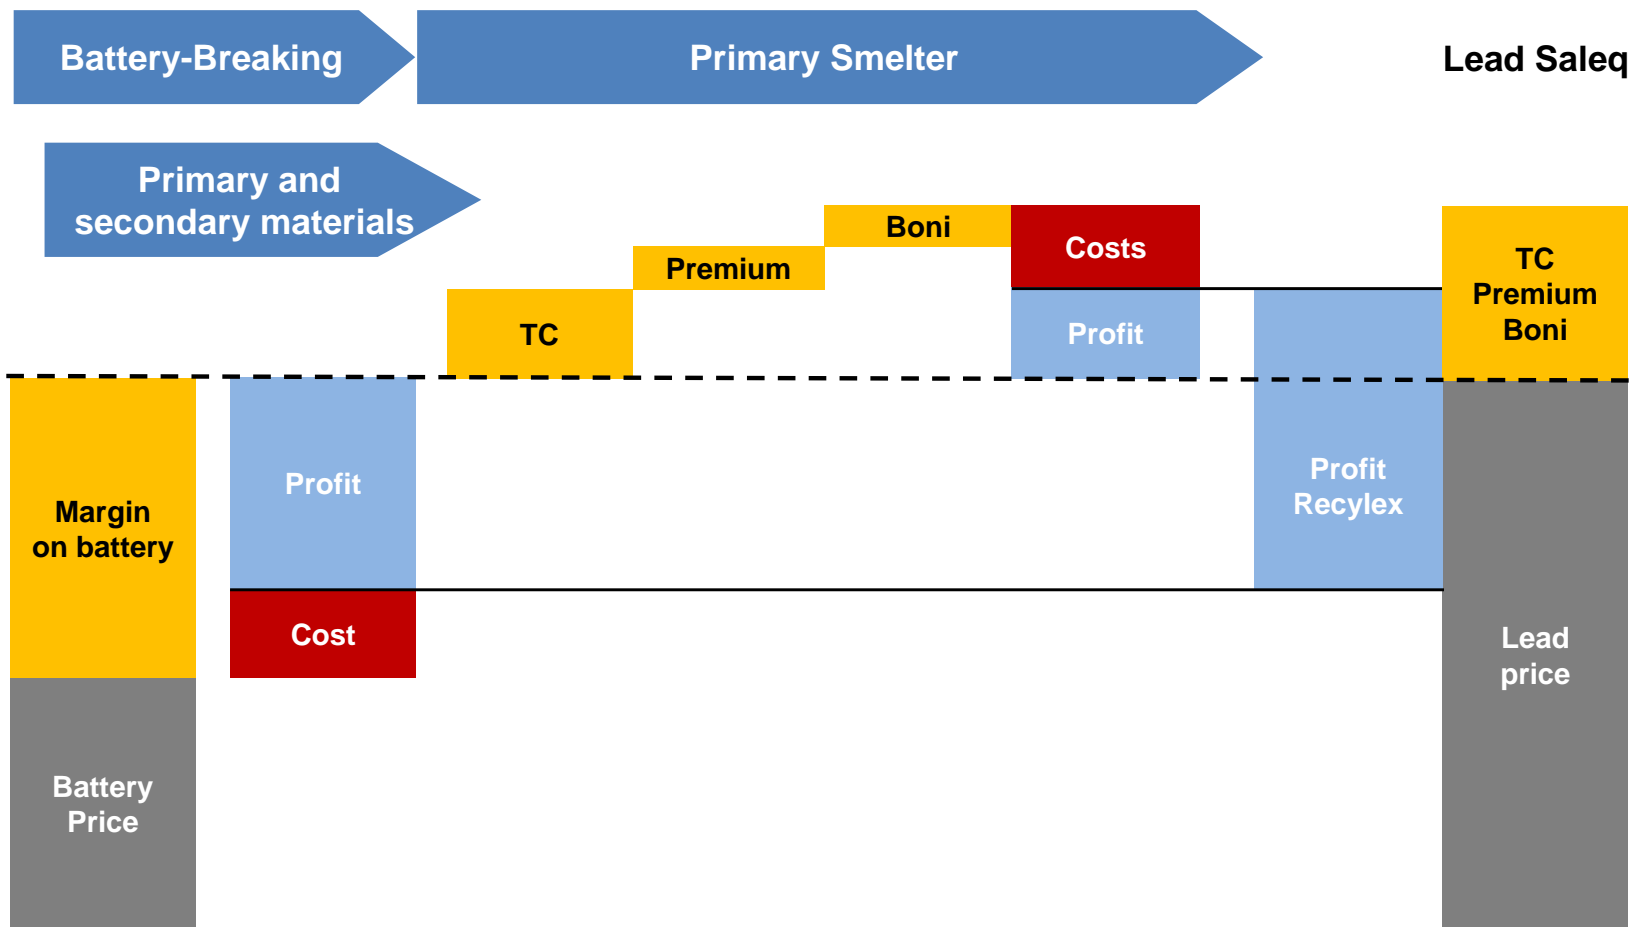 Battery-Breaking
Primary Smelter
Lead Saleq
Primary and
secondary materials
Boni
Costs
Premium
TC
Premium
Boni
TC
Profit
Profit
Profit
Recylex
Margin
on battery
Cost
Lead
price
Battery
Price